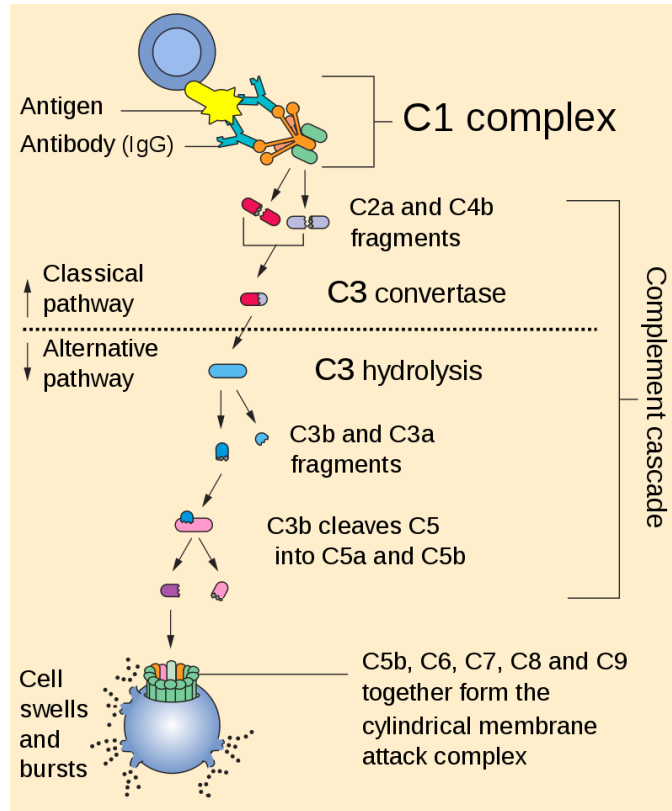 Antigen
Antibody (IgG)
C1 complex
C2a and C4b
fragments
Classical
pathway
C3 convertase
Alternative
pathway
C3 hydrolysis
C3b and C3a
fragments
C3b cleaves C5
into C5a and C5b
Complement cascade
Cell
swells
and
bursts
C5b, C6, C7, C8 and C9
together form the
cylindrical membrane
attack complex